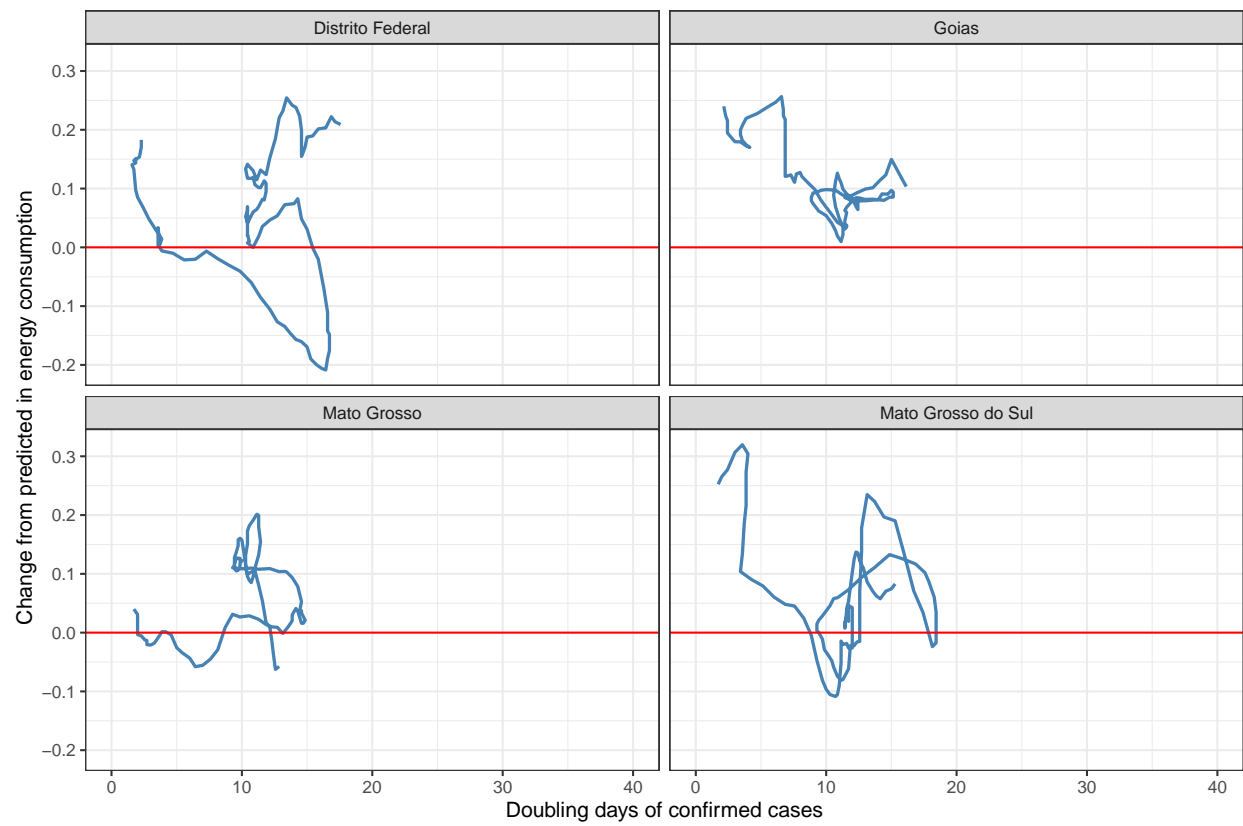 Distrito Federal
Goias
0.3
0.2
0.1
0.0
−0.1
−0.2
Mato Grosso
Mato Grosso do Sul
0.3
0.2
0.1
0.0
−0.1
−0.2
0 10 20 30 40
0 10 20 30 40
Doubling days of confirmed cases
Change from predicted in energy consumption